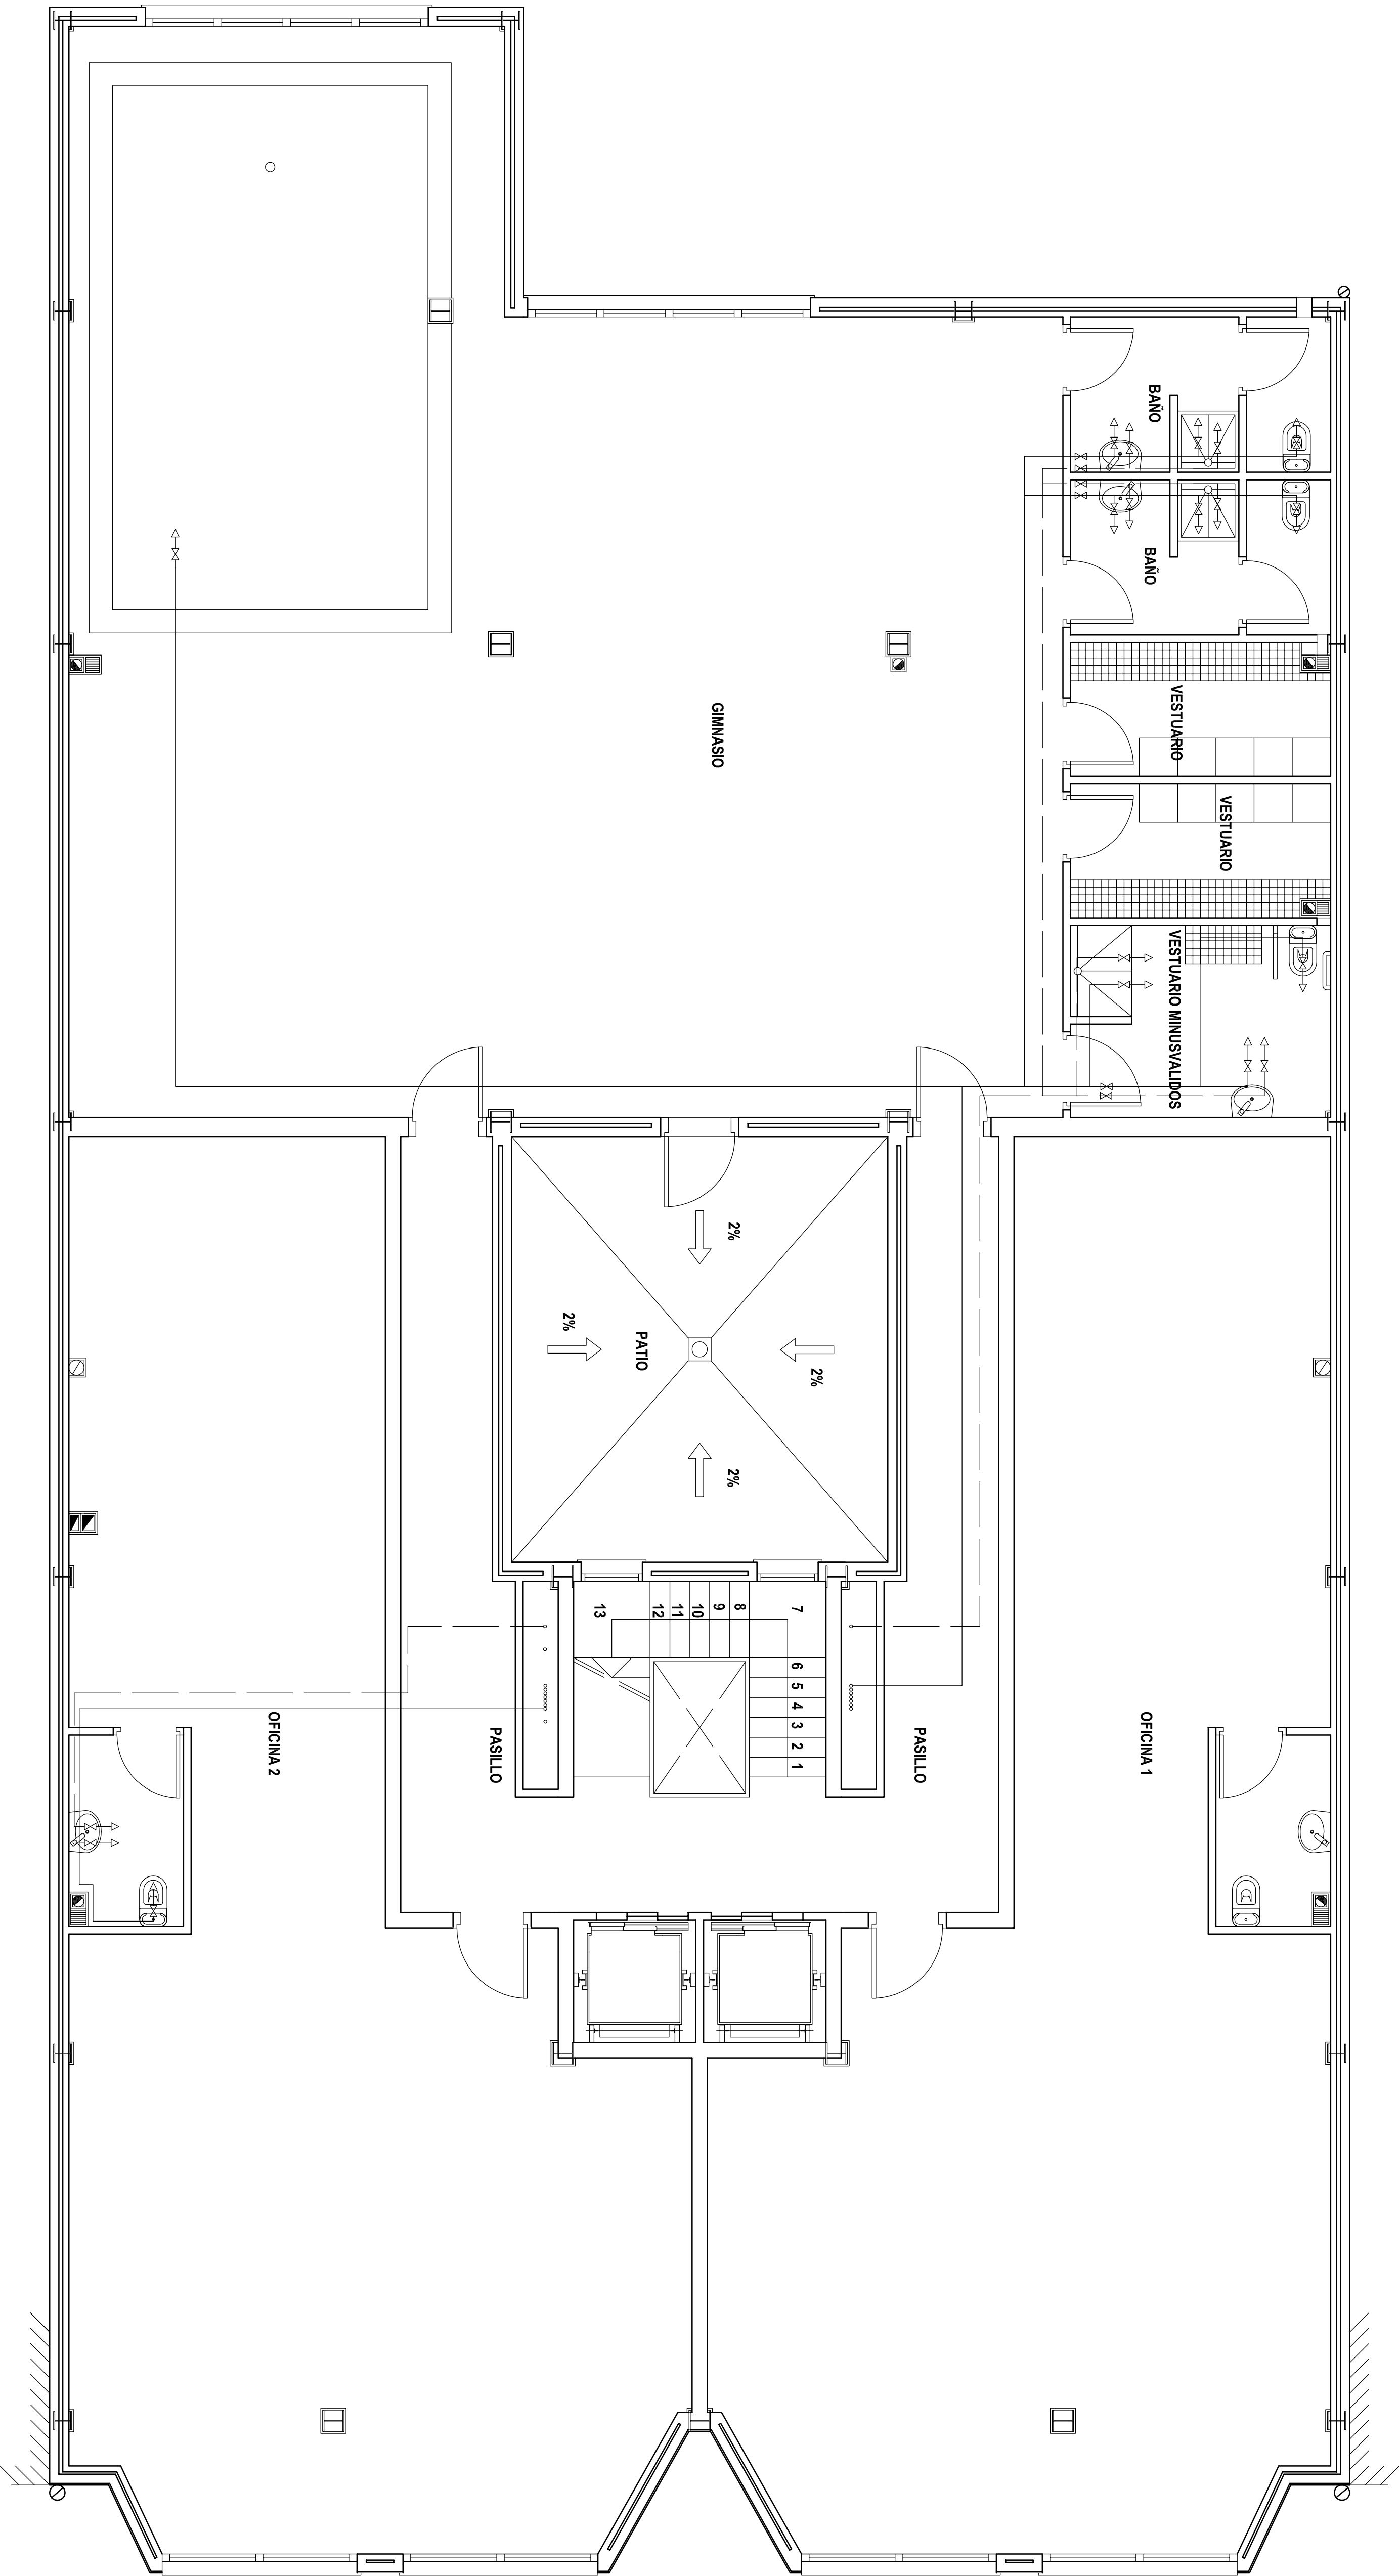 BAÑO
BAÑO
VESTUARIO
GIMNASIO
VESTUARIO
VESTUARIO MINUSVALIDOS
2%
2%
PATIO
2%
2%
13
12
11
10
9
8
7
6
5
4
3
2
1
OFICINA 2
PASILLO
PASILLO
OFICINA 1